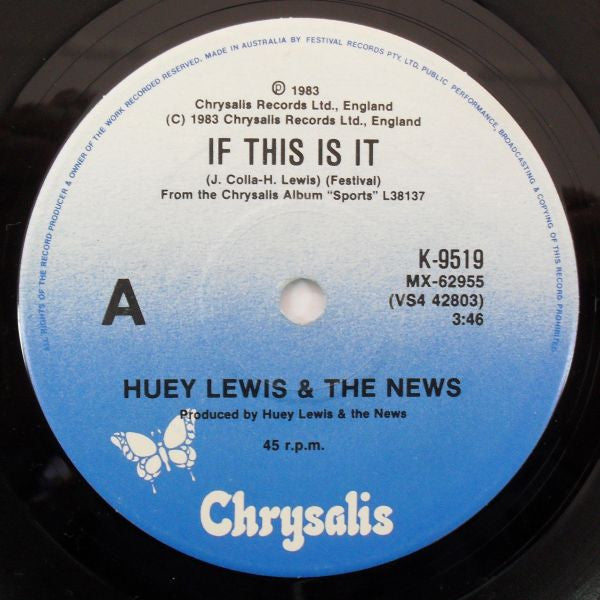 ALL RIGHTS OF THE RECORD PRODUCER & OWNER OF THE WORK RECORDED RESERVED. MADE IN AUSTRALIA BY FESTIVAL RECORDS PTY. LTD. PUBLIC PERFORMANCE, BROADCASTING & COPYING OF THIS RECORD PROHIBITED.
℗ 1983
Chrysalis Records Ltd., England
(C) 1983 Chrysalis Records Ltd., England
IF THIS IS IT
(J. Colla-H. Lewis) (Festival)
From the Chrysalis Album "Sports" L38137
K-9519
MX-62955
(VS4 42803)
3:46
A
HUEY LEWIS & THE NEWS
Produced by Huey Lewis & the News
45 r.p.m.
Chrysalis